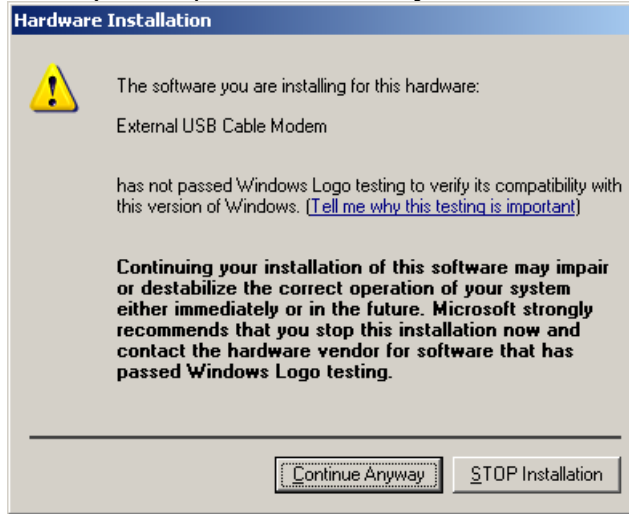 Hardware Installation
The software you are installing for this hardware:
External USB Cable Modem
has not passed Windows Logo testing to verify its compatibility with
this version of Windows. (Tell me why this testing is important)
Continuing your installation of this software may impair
or destabilize the correct operation of your system
either immediately or in the future. Microsoft strongly
recommends that you stop this installation now and
contact the hardware vendor for software that has
passed Windows Logo testing.
Continue Anyway
STOP Installation